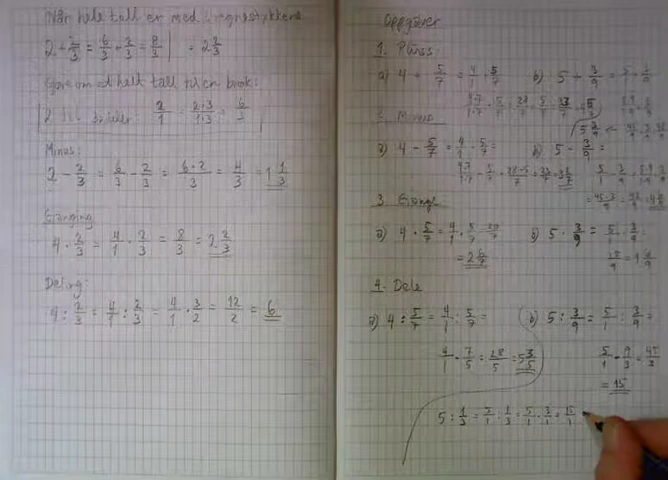 Når hele tall er med i regnestykkene
2 + 2/3 = 6/3 + 2/3 = 8/3 = 2 2/3
Gjøre om et helt tall til en brøk:
2 til 2/1 = 2·3/1·3 = 6/3
Minus:
2 - 2/3 = 6/3 - 2/3 = 6-2/3 = 4/3 = 1 1/3
Ganging
4 · 2/3 = 4/1 · 2/3 = 8/3 = 2 2/3
Deling:
4 : 2/3 = 4/1 : 2/3 = 4/1 · 3/2 = 12/2 = 6
Oppgaver
1. Pluss:
a) 4 + 5/7 = 4/1 + 5/7 b) 5 + 3/9 =
2. Minus
a) 4 - 5/7 = 4/1 - 5/7 = b) 5 - 3/9 =
3. Gange
a) 4 · 5/7 = 4/1 · 5/7 = 20/7 b) 5 · 3/9 = 5/1 · 3/9 =
= 2 6/7 15/9 = 1 6/9
4. Dele
a) 4 : 5/7 = 4/1 : 5/7 = b) 5 : 3/9 = 5/1 : 3/9 =
4/1 · 7/5 = 28/5 = 5 3/5 5/1 · 9/3 = 45/3
= 15
5 : 1/3 = 5/1 : 1/3 = 5/1 · 3/1 = 15/1